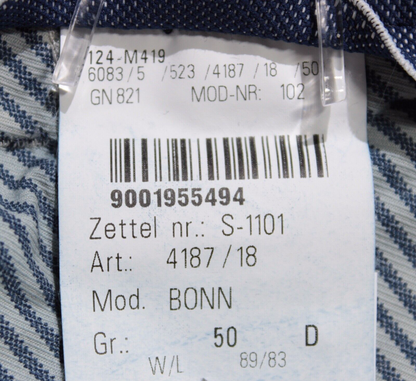 124-M419
6083/5 /523 /4187 /18 /50
GN 821 MOD-NR: 102
9001955494
Zettel nr.: S-1101
Art.: 4187/18
Mod. BONN
Gr.: 50 D
W/L 89/83